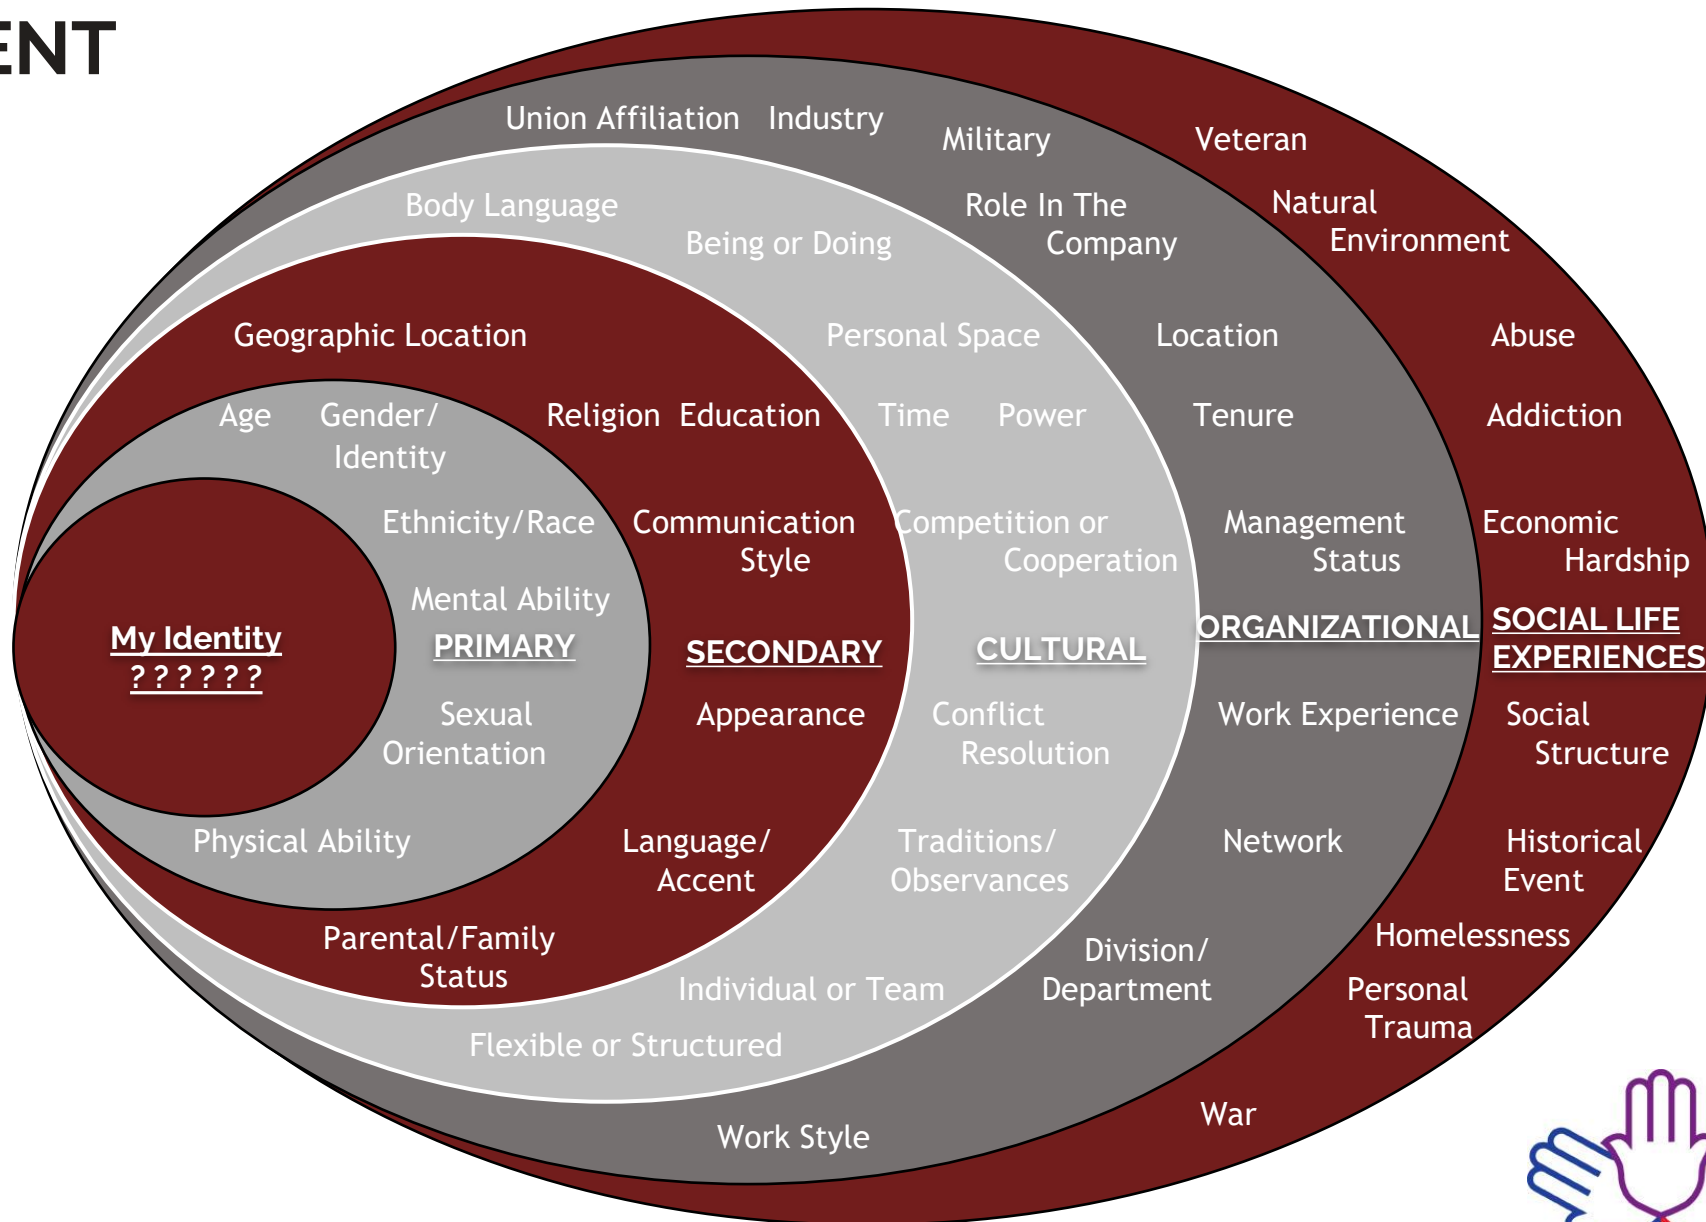 ENT
Union Affiliation Industry
Military
Veteran
Body Language
Role In The
Company
Natural
Environment
Being or Doing
Geographic Location
Personal Space
Location
Abuse
Age
Gender/
Identity
Religion Education
Time
Power
Tenure
Addiction
Ethnicity/Race
Communication
Style
Competition or
Cooperation
Management
Status
Economic
Hardship
Mental Ability
My Identity
? ? ? ? ? ?
PRIMARY
SECONDARY
CULTURAL
ORGANIZATIONAL
SOCIAL LIFE
EXPERIENCES
Sexual
Orientation
Appearance
Conflict
Resolution
Work Experience
Social
Structure
Physical Ability
Language/
Accent
Traditions/
Observances
Network
Historical
Event
Parental/Family
Status
Homelessness
Division/
Department
Individual or Team
Personal
Trauma
Flexible or Structured
War
Work Style